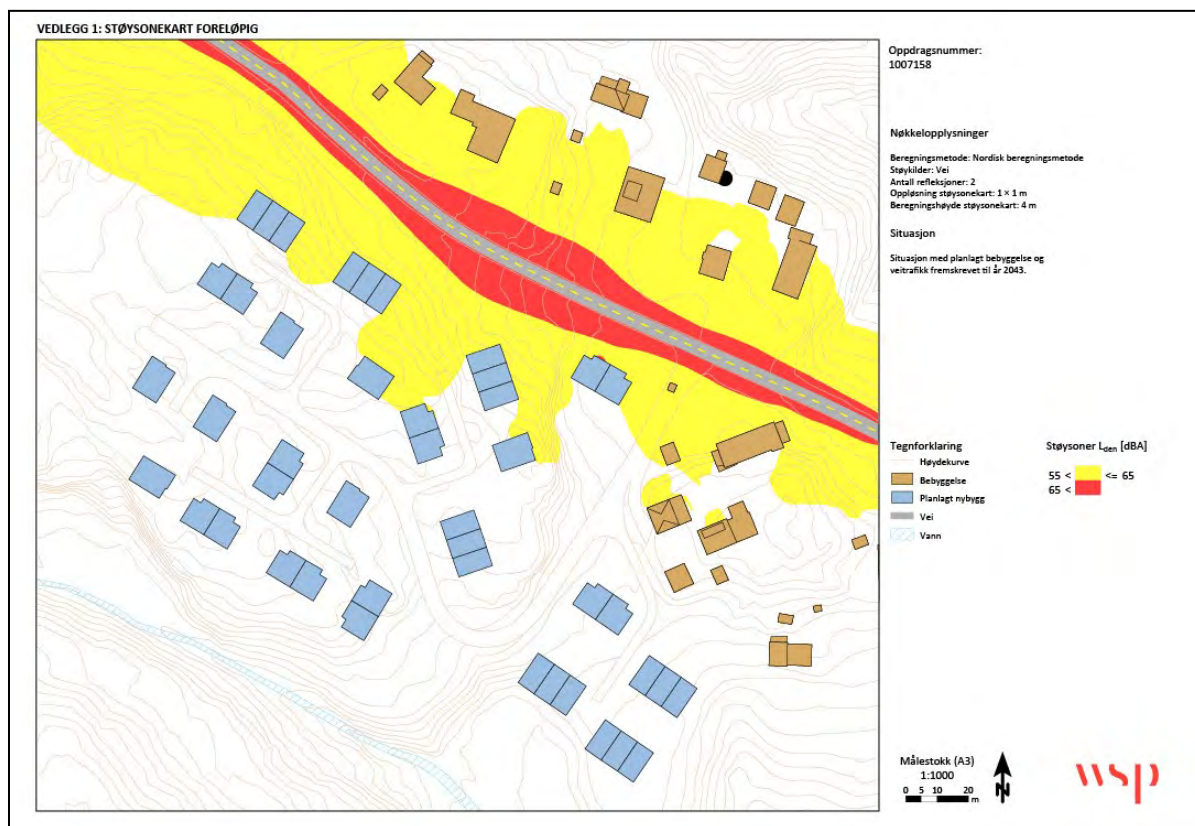 VEDLEGG 1: STØYSONEKART FORELØPIG
Oppdragsnummer:
1007158
Nøkkelopplysninger
Beregningsmetode: Nordisk beregningsmetode
Støykilder: Vei
Antall refleksjoner: 2
Oppløsning støysonekart: 1 × 1 m
Beregningshøyde støysonekart: 4 m
Situasjon
Situasjon med planlagt bebyggelse og
veitrafikk fremskrevet til år 2043.
Tegnforklaring
Høydekurve
Bebyggelse
Planlagt nybygg
Vei
Vann
Støysoner Lden [dBA]
55 < <= 65
65 <
Målestokk (A3)
1:1000
0 5 10 20
m
N
wsp